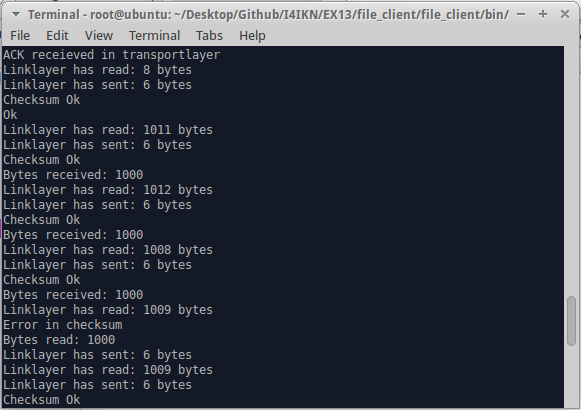 Terminal - root@ubuntu: ~/Desktop/Github/I4IKN/EX13/file_client/file_client/bin/
File Edit View Terminal Tabs Help
ACK receieved in transportlayer
Linklayer has read: 8 bytes
Linklayer has sent: 6 bytes
Checksum Ok
Ok
Linklayer has read: 1011 bytes
Linklayer has sent: 6 bytes
Checksum Ok
Bytes received: 1000
Linklayer has read: 1012 bytes
Linklayer has sent: 6 bytes
Checksum Ok
Bytes received: 1000
Linklayer has read: 1008 bytes
Linklayer has sent: 6 bytes
Checksum Ok
Bytes received: 1000
Linklayer has read: 1009 bytes
Error in checksum
Bytes read: 1000
Linklayer has sent: 6 bytes
Linklayer has read: 1009 bytes
Linklayer has sent: 6 bytes
Checksum Ok